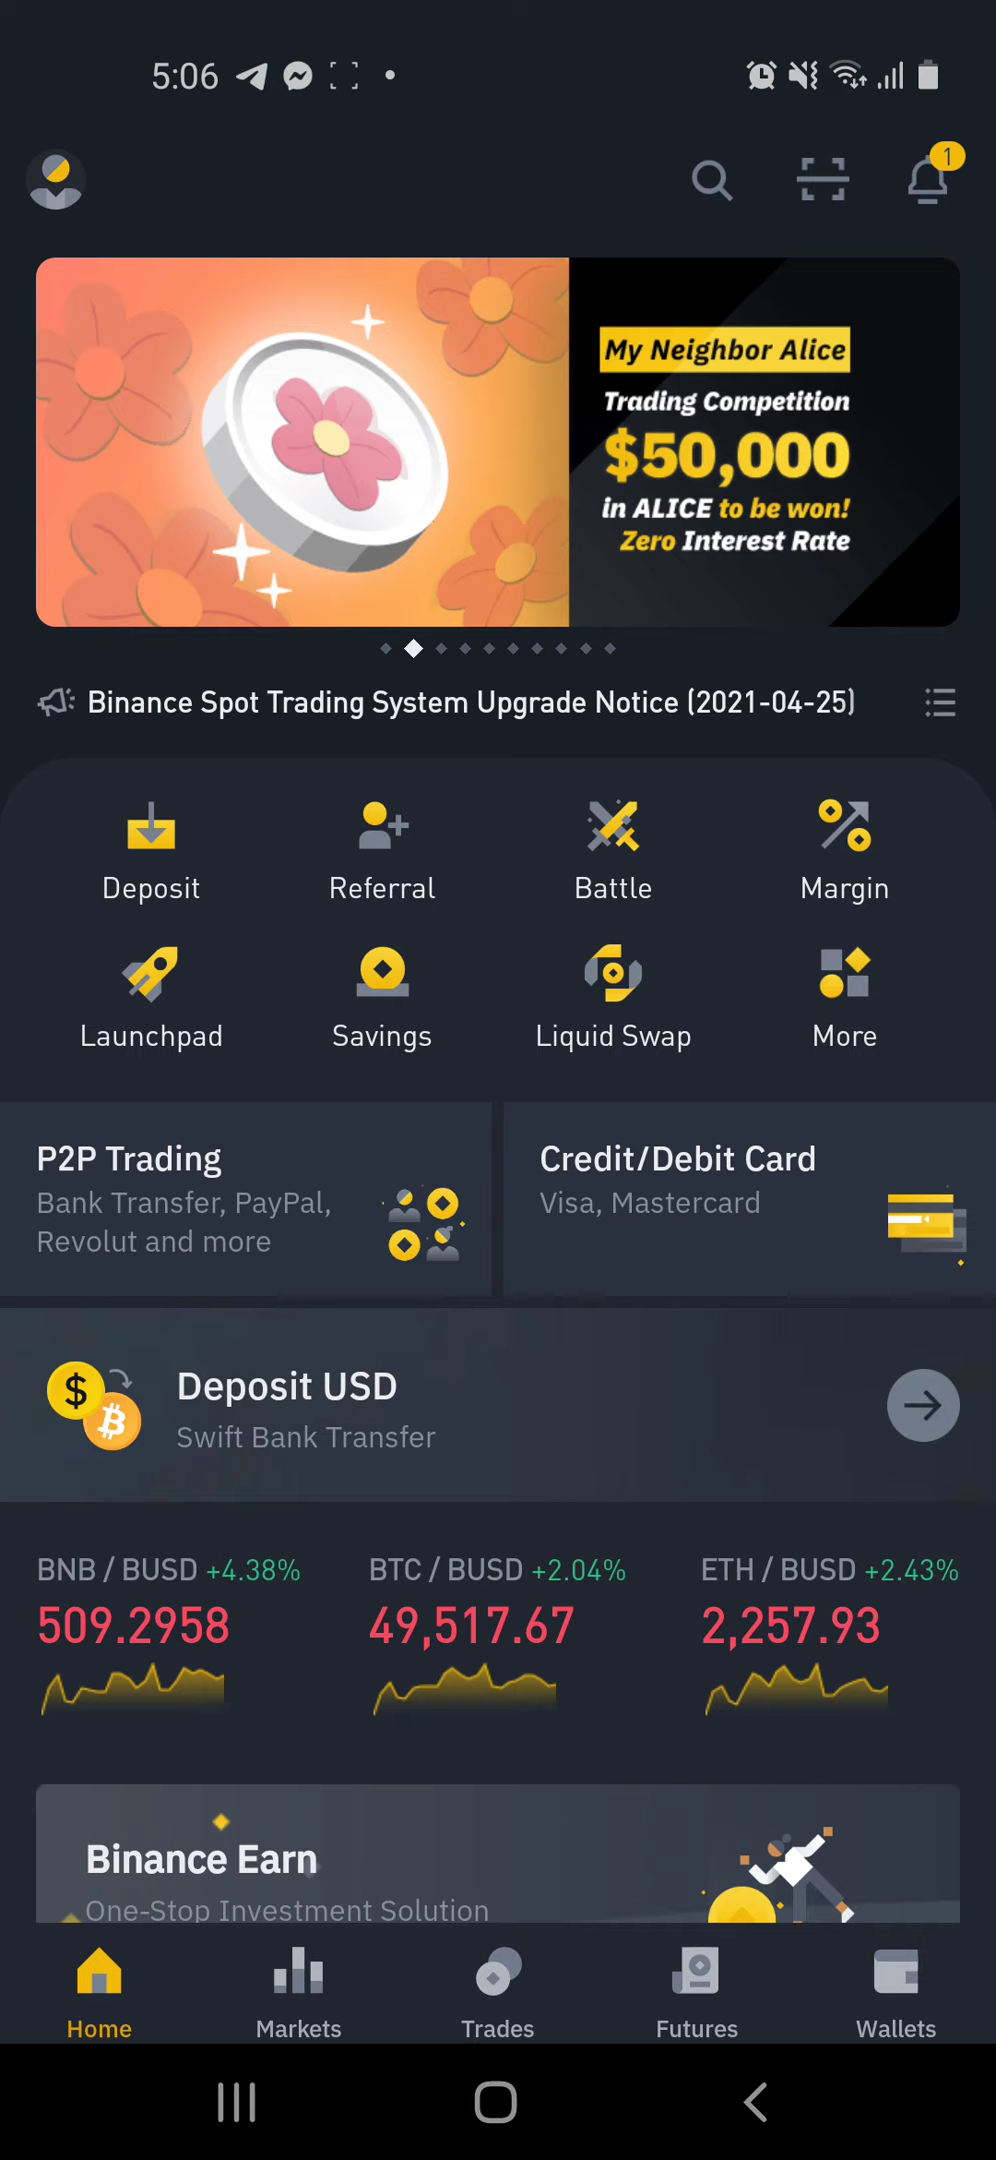 5:06
1
My Neighbor Alice
Trading Competition
$50,000
in ALICE to be won!
Zero Interest Rate
Binance Spot Trading System Upgrade Notice (2021-04-25)
Deposit
Referral
Battle
Margin
Launchpad
Savings
Liquid Swap
More
P2P Trading
Bank Transfer, PayPal,
Revolut and more
Credit/Debit Card
Visa, Mastercard
Deposit USD
Swift Bank Transfer
BNB / BUSD +4.38%
509.2958
BTC / BUSD +2.04%
49,517.67
ETH / BUSD +2.43%
2,257.93
Binance Earn
One-Stop Investment Solution
Home
Markets
Trades
Futures
Wallets